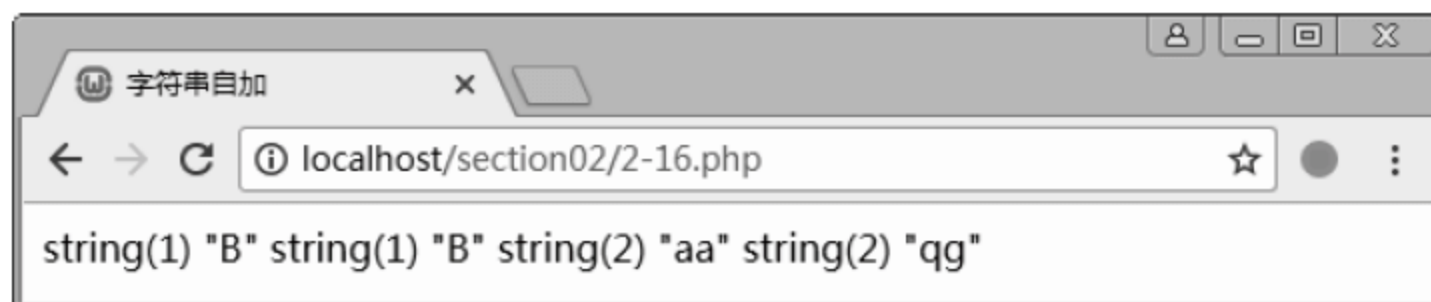 字符串自加
localhost/section02/2-16.php
string(1) "B" string(1) "B" string(2) "aa" string(2) "qg"